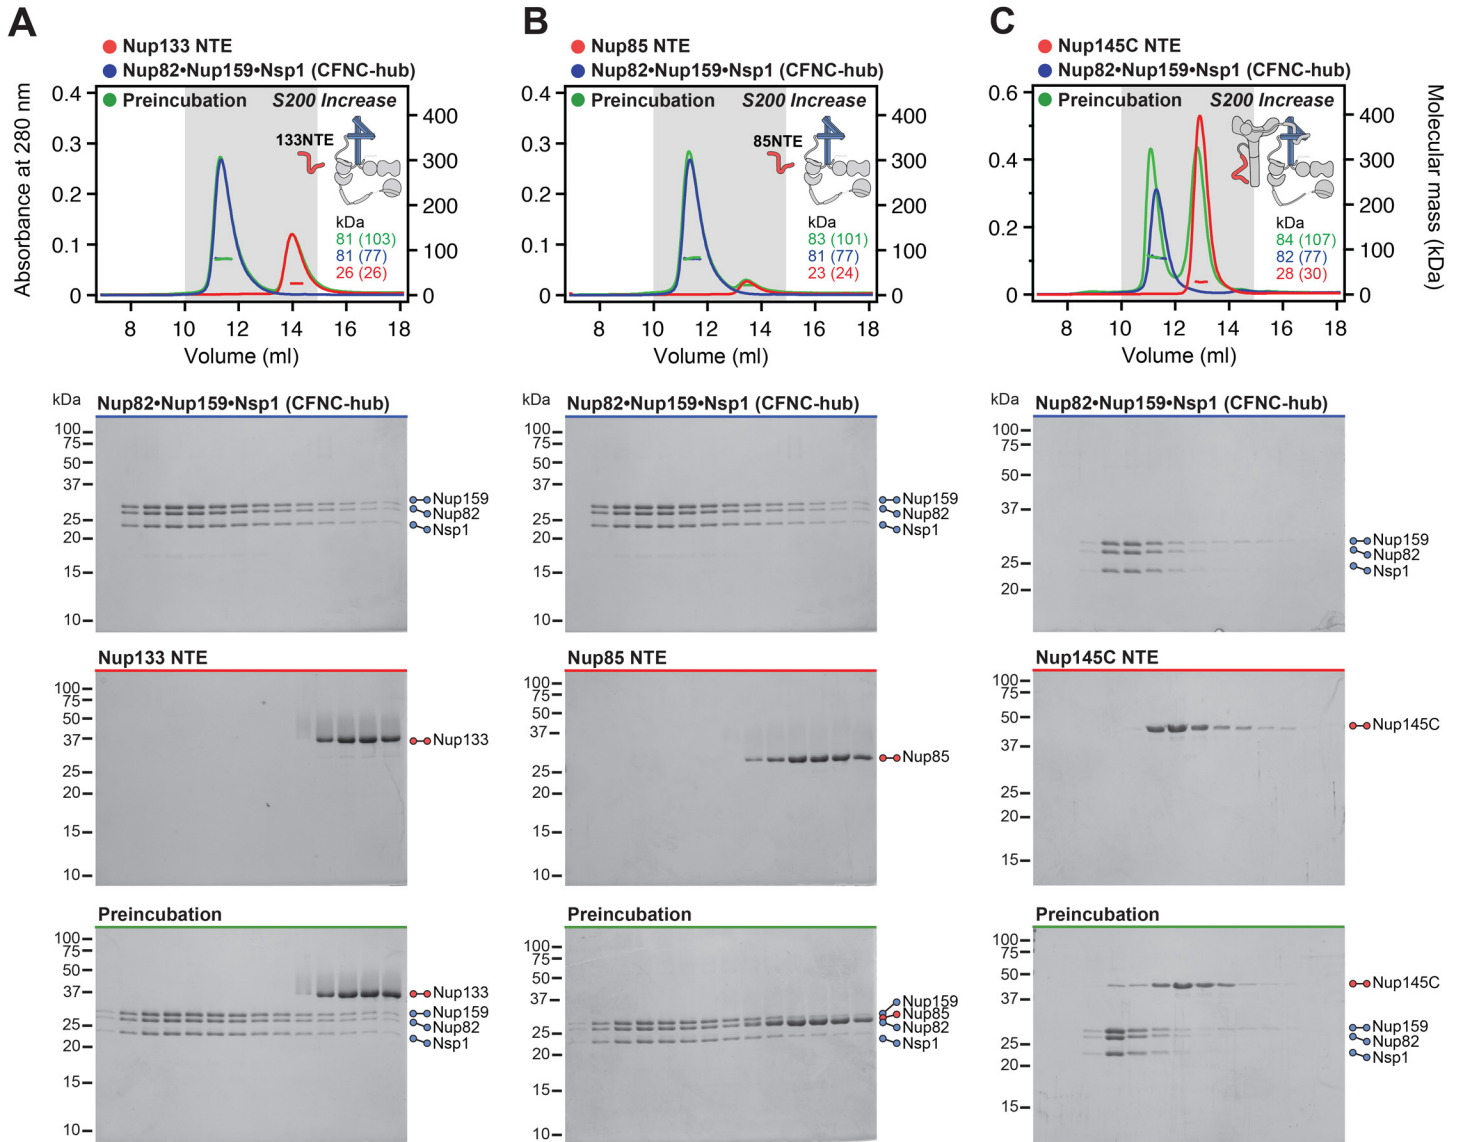 A
Nup133 NTE
Nup82•Nup159•Nsp1 (CFNC-hub)
Preincubation
S200 Increase
133NTE
kDa
81 (103)
81 (77)
26 (26)
Absorbance at 280 nm
0.4
0.3
0.2
0.1
0
400
300
200
100
0
8 10 12 14 16 18
Volume (ml)
kDa
Nup82•Nup159•Nsp1 (CFNC-hub)
100
75
50
37
25
20
15
10
Nup159
Nup82
Nsp1
Nup133 NTE
100
75
50
37
25
20
15
10
Nup133
Preincubation
100
75
50
37
25
20
15
10
Nup133
Nup159
Nup82
Nsp1
B
Nup85 NTE
Nup82•Nup159•Nsp1 (CFNC-hub)
Preincubation
S200 Increase
85NTE
kDa
83 (101)
81 (77)
23 (24)
0.4
0.3
0.2
0.1
0
400
300
200
100
0
8 10 12 14 16 18
Volume (ml)
Nup82•Nup159•Nsp1 (CFNC-hub)
100
75
50
37
25
20
15
10
Nup159
Nup82
Nsp1
Nup85 NTE
100
75
50
37
25
20
15
10
Nup85
Preincubation
100
75
50
37
25
20
15
10
Nup159
Nup85
Nup82
Nsp1
C
Nup145C NTE
Nup82•Nup159•Nsp1 (CFNC-hub)
Preincubation
S200 Increase
kDa
84 (107)
82 (77)
28 (30)
0.6
0.4
0.2
0
400
300
200
100
0
Molecular mass (kDa)
8 10 12 14 16 18
Volume (ml)
kDa
Nup82•Nup159•Nsp1 (CFNC-hub)
100
75
50
37
25
20
Nup159
Nup82
Nsp1
Nup145C NTE
100
75
50
37
25
20
15
Nup145C
Preincubation
100
75
50
37
25
20
15
Nup145C
Nup159
Nup82
Nsp1